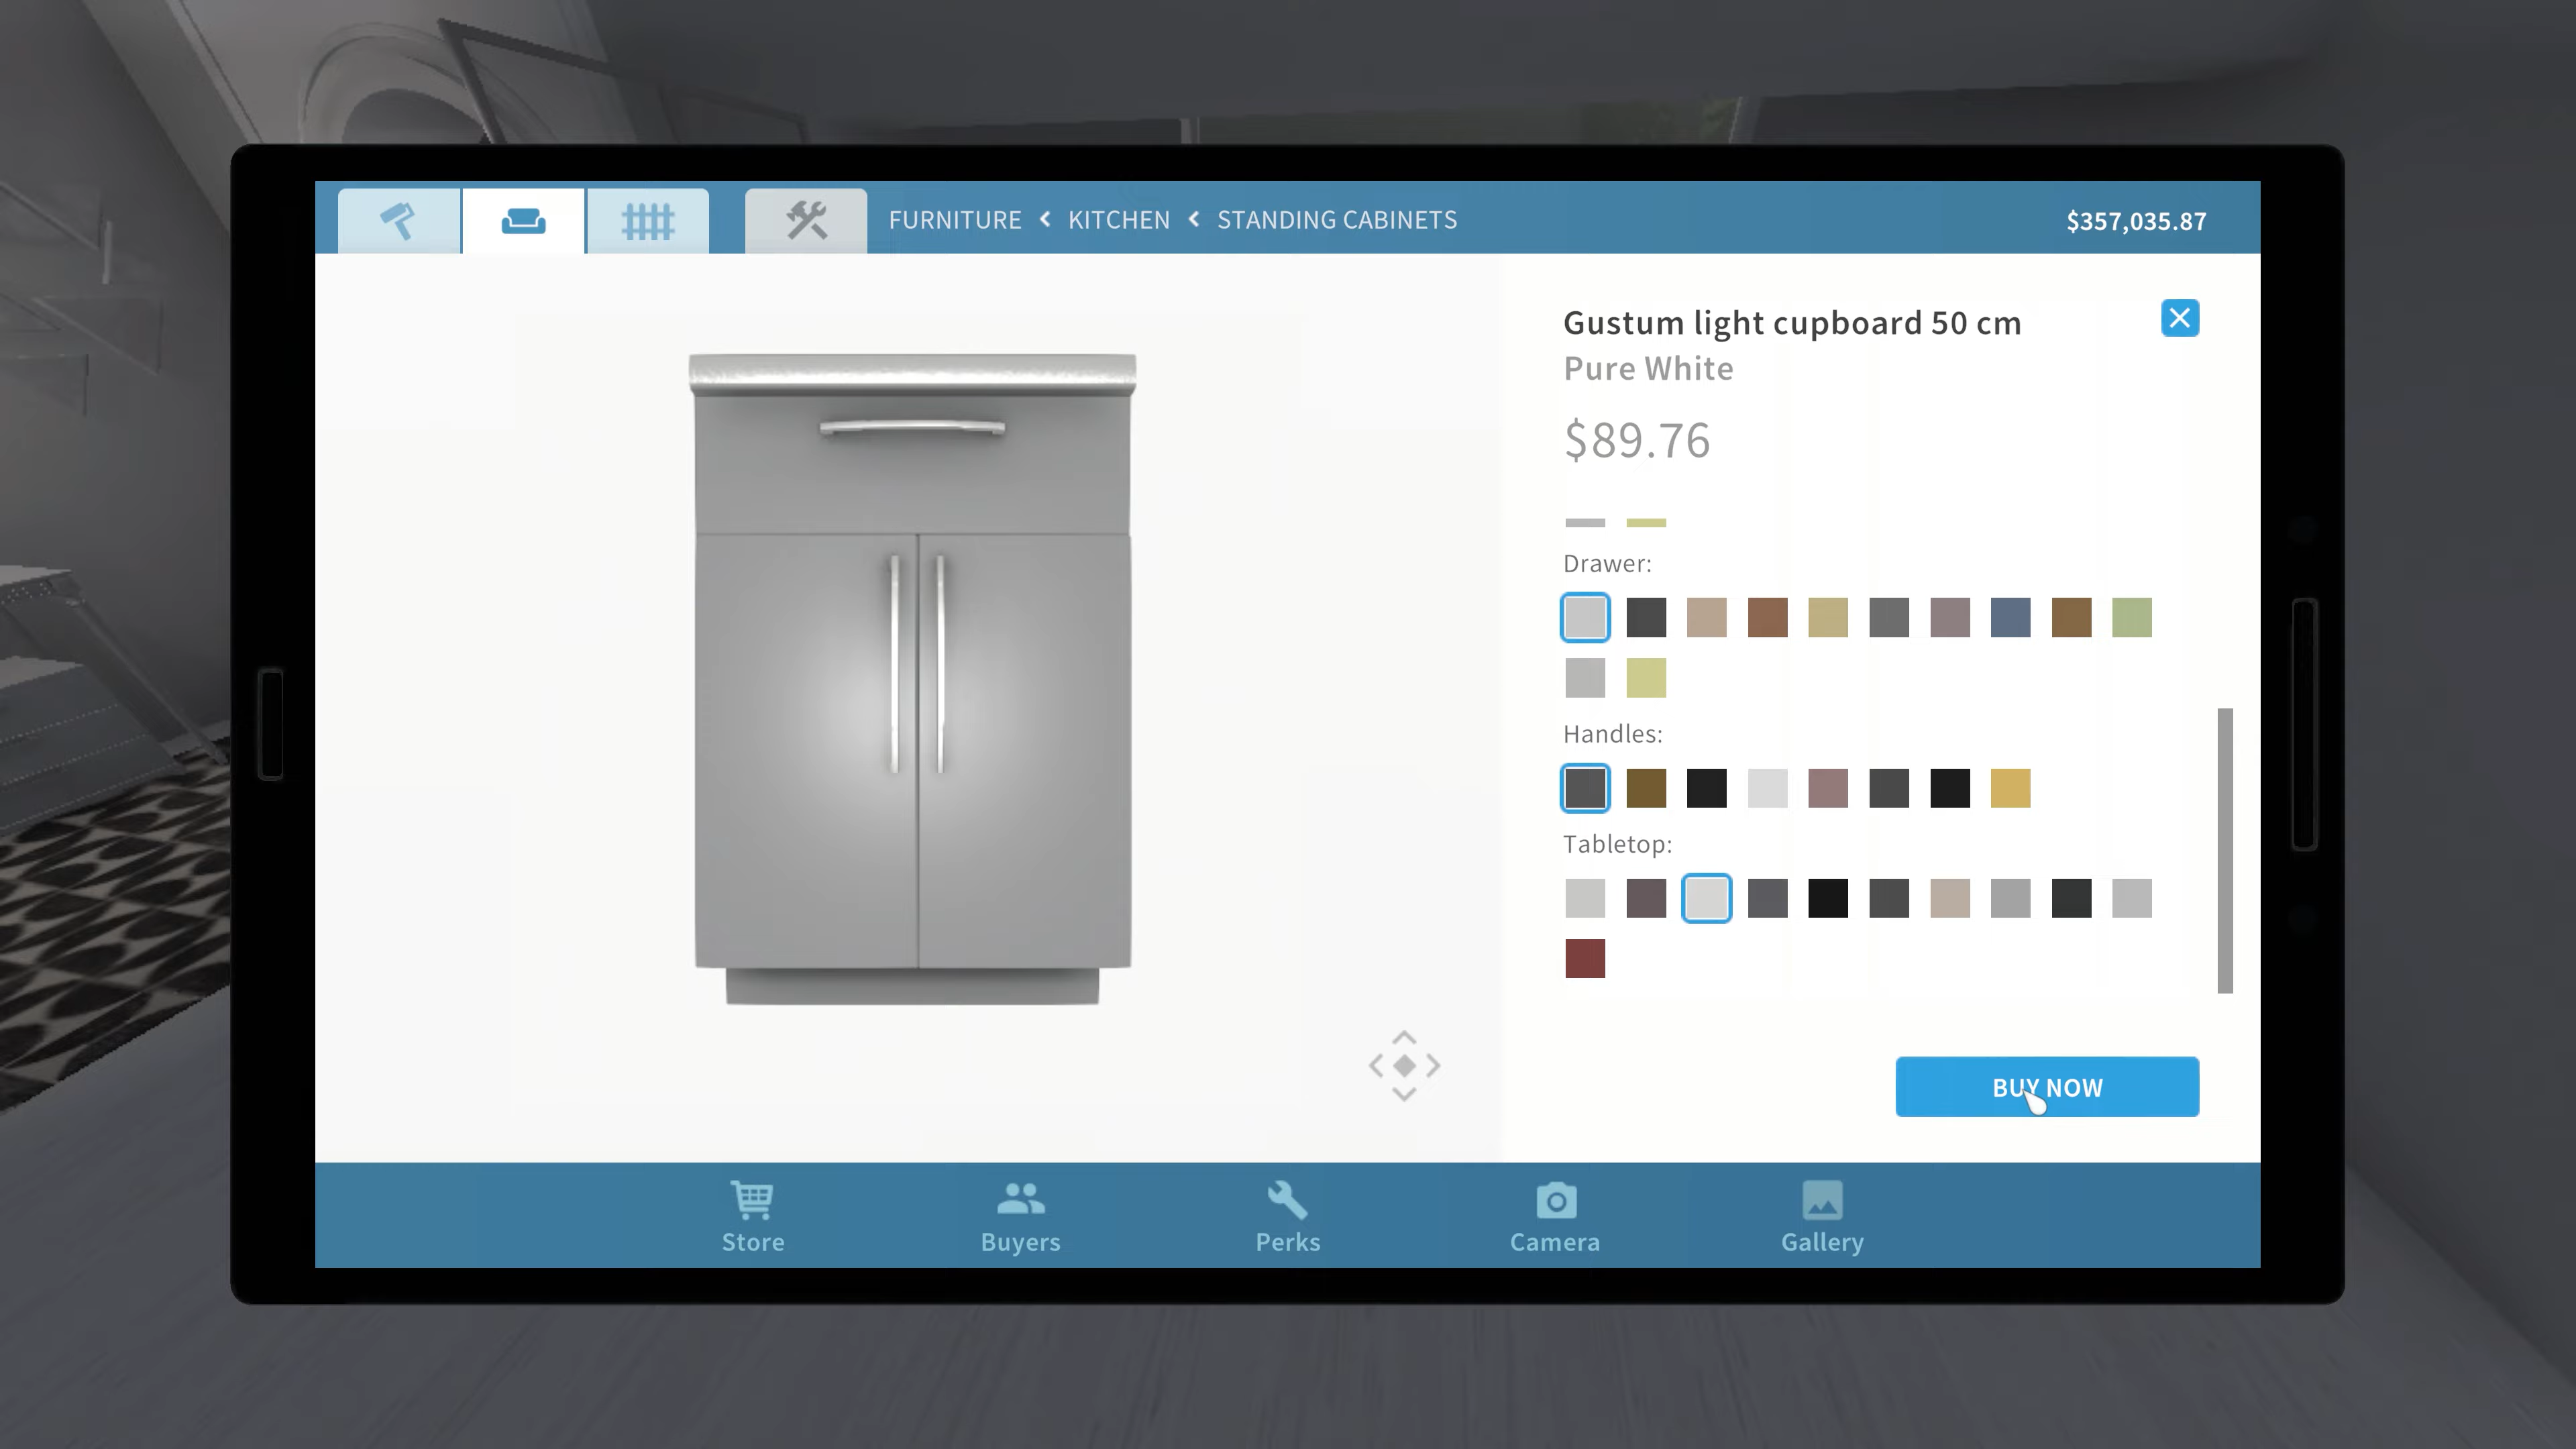 FURNITURE < KITCHEN < STANDING CABINETS
$357,035.87
Gustum light cupboard 50 cm
Pure White
$89.76
Drawer:
Handles:
Tabletop:
BUY NOW
Store
Buyers
Perks
Camera
Gallery